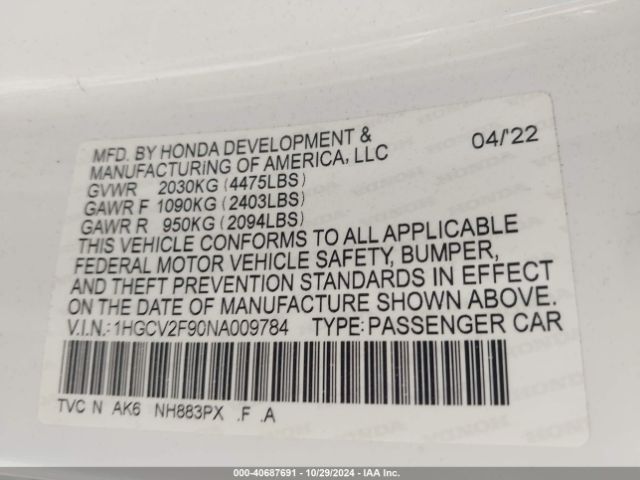 MFD. BY HONDA DEVELOPMENT &
MANUFACTURING OF AMERICA, LLC 04/'22
GVWR 2030KG (4475LBS)
GAWR F 1090KG (2403LBS)
GAWR R 950KG (2094LBS)
THIS VEHICLE CONFORMS TO ALL APPLICABLE
FEDERAL MOTOR VEHICLE SAFETY, BUMPER,
AND THEFT PREVENTION STANDARDS IN EFFECT
ON THE DATE OF MANUFACTURE SHOWN ABOVE.
V.I.N.:1HGCV2F90NA009784 TYPE:PASSENGER CAR
TVC N AK6 NH883PX .F .A
000-40687691 - 10/29/2024 - IAA Inc.